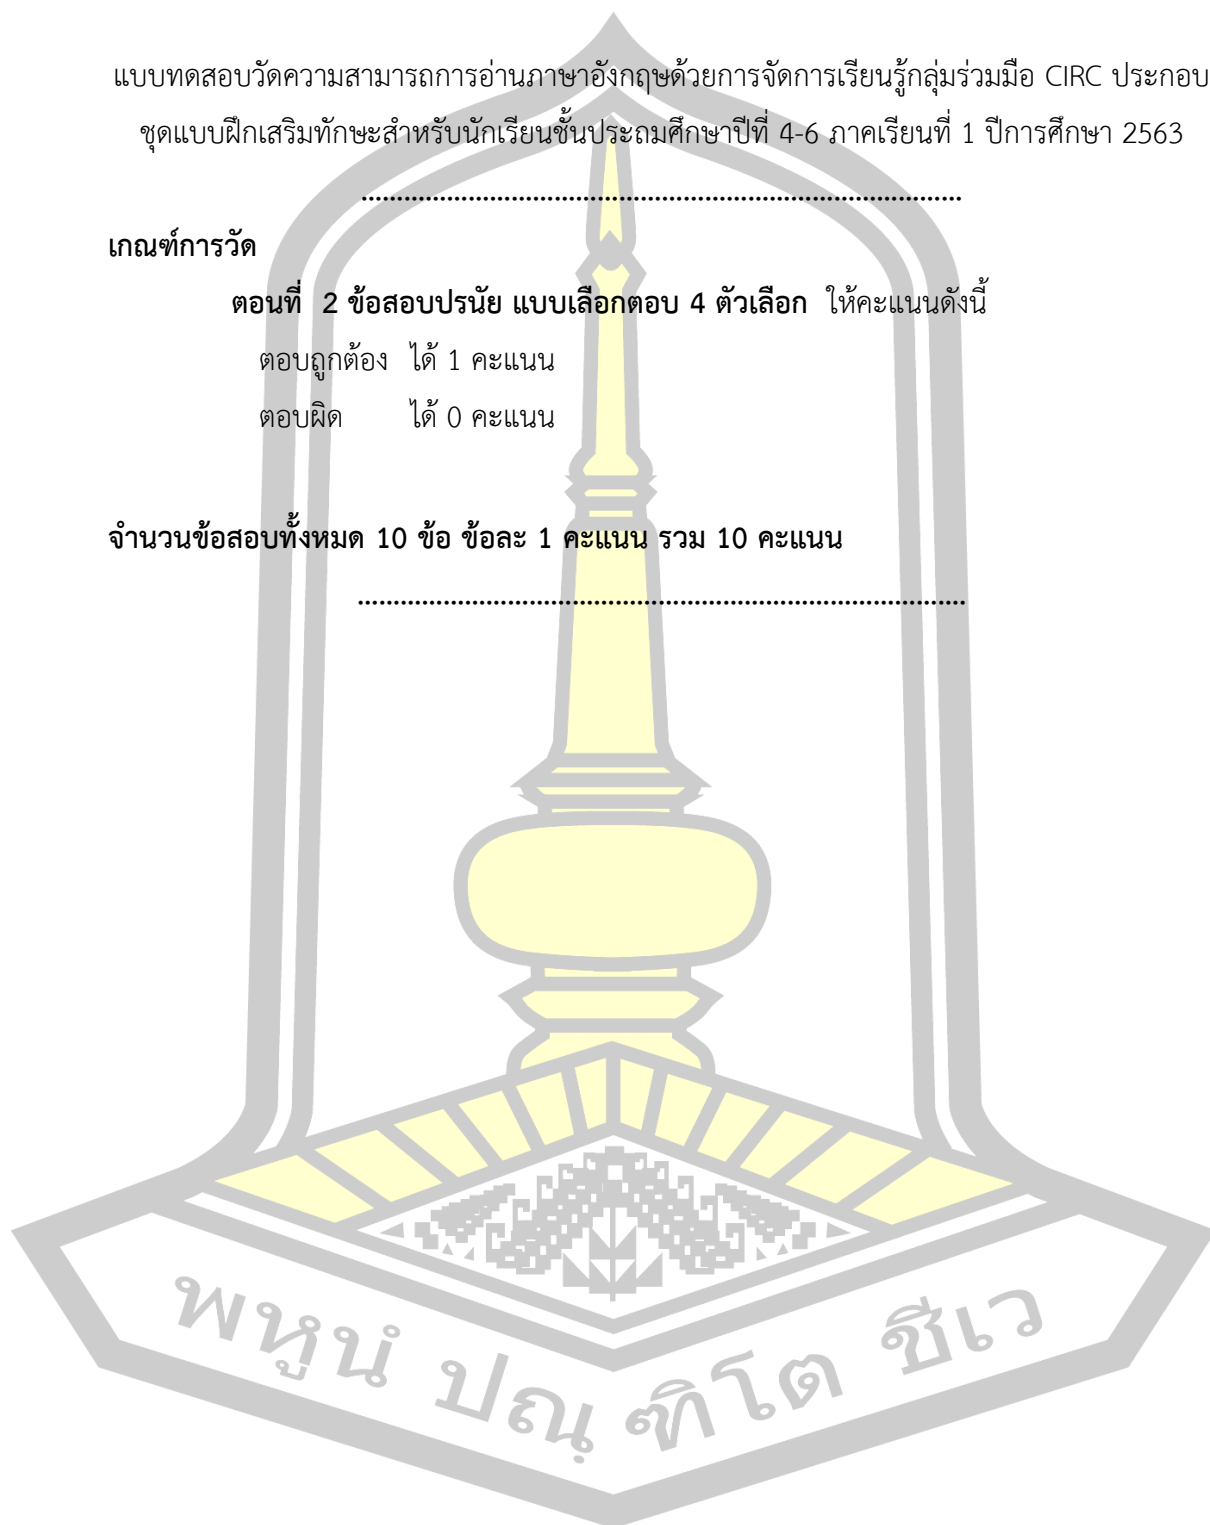 แบบทดสอบวัดความสามารถการอ่านภาษาอังกฤษด้วยการจัดการเรียนรู้กลุ่มร่วมมือ CIRC ประกอบ
ชุดแบบฝึกเสริมทักษะสำหรับนักเรียนชั้นประถมศึกษาปีที่ 4-6 ภาคเรียนที่ 1 ปีการศึกษา 2563
.....................................................................................
เกณฑ์การวัด
ตอนที่ 2 ข้อสอบปรนัย แบบเลือกตอบ 4 ตัวเลือก ให้คะแนนดังนี้
ตอบถูกต้อง ได้ 1 คะแนน
ตอบผิด ได้ 0 คะแนน
จำนวนข้อสอบทั้งหมด 10 ข้อ ข้อละ 1 คะแนน รวม 10 คะแนน
......................................................................................
พหูนํ ปณฺฑิโต ชีเว